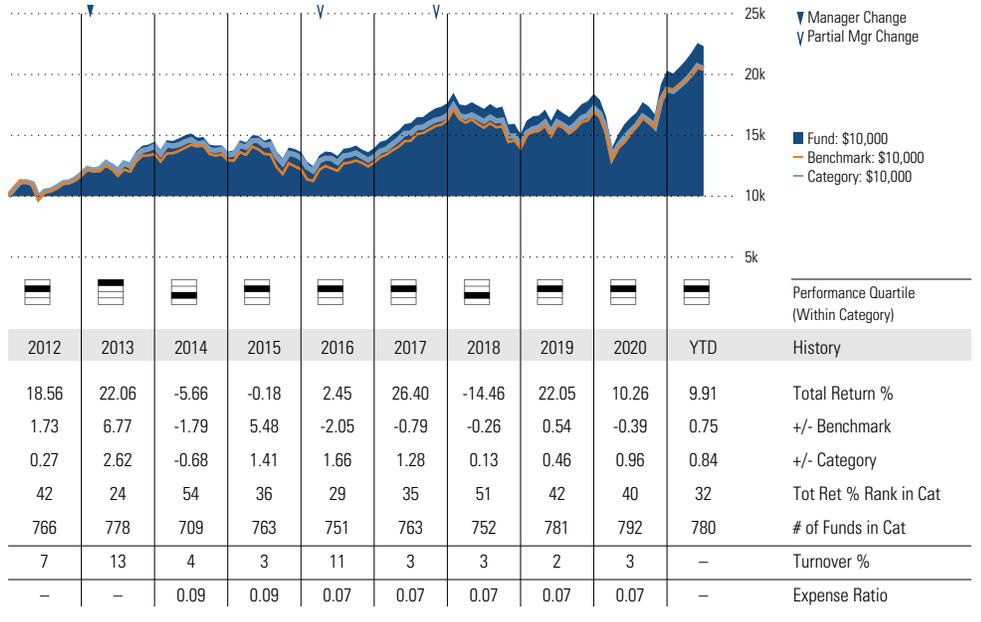 25k
Manager Change
Partial Mgr Change
20k
15k
Fund: $10,000
Benchmark: $10,000
Category: $10,000
10k
5k
Performance Quartile
(Within Category)
2012 2013 2014 2015 2016 2017 2018 2019 2020 YTD History
18.56 22.06 -5.66 -0.18 2.45 26.40 -14.46 22.05 10.26 9.91 Total Return %
1.73 6.77 -1.79 5.48 -2.05 -0.79 -0.26 0.54 -0.39 0.75 +/- Benchmark
0.27 2.62 -0.68 1.41 1.66 1.28 0.13 0.46 0.96 0.84 +/- Category
42 24 54 36 29 35 51 42 40 32 Tot Ret % Rank in Cat
766 778 709 763 751 763 752 781 792 780 # of Funds in Cat
7 13 4 3 11 3 3 2 3 – Turnover %
– – 0.09 0.09 0.07 0.07 0.07 0.07 0.07 – Expense Ratio